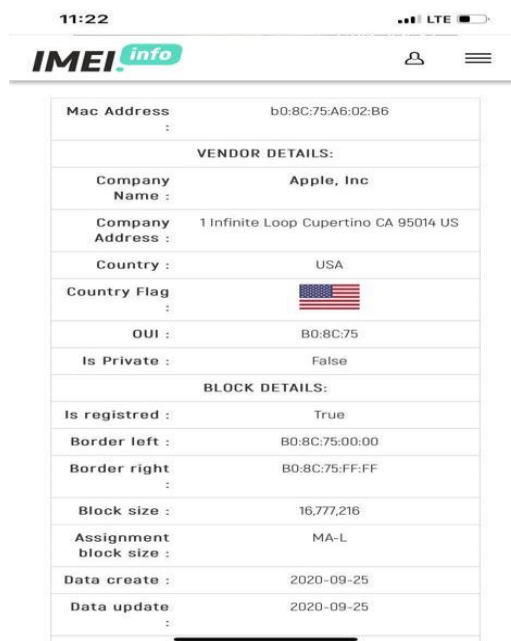 11:22
LTE
IMEI.info
Mac Address : b0:8C:75:A6:02:B6
VENDOR DETAILS:
Company Name : Apple, Inc
Company Address : 1 Infinite Loop Cupertino CA 95014 US
Country : USA
Country Flag :
OUI : B0:8C:75
Is Private : False
BLOCK DETAILS:
Is registred : True
Border left : B0:8C:75:00:00
Border right : B0:8C:75:FF:FF
Block size : 16,777,216
Assignment block size : MA-L
Data create : 2020-09-25
Data update : 2020-09-25